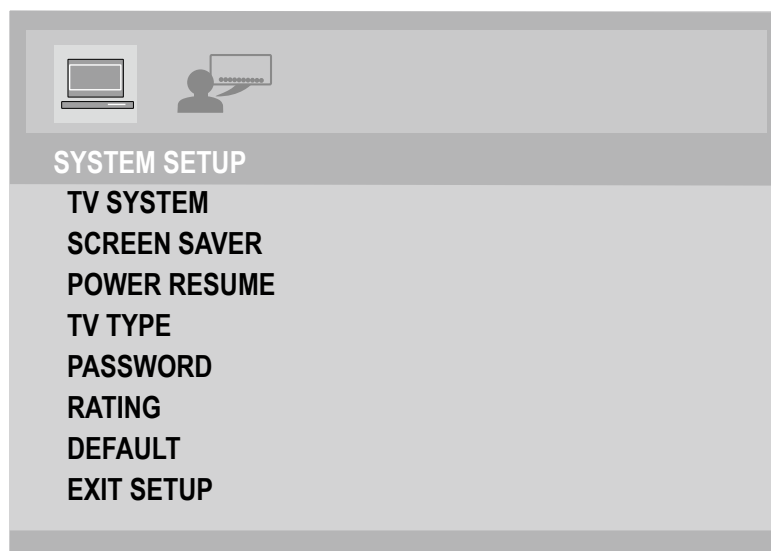 SYSTEM SETUP
TV SYSTEM
SCREEN SAVER
POWER RESUME
TV TYPE
PASSWORD
RATING
DEFAULT
EXIT SETUP